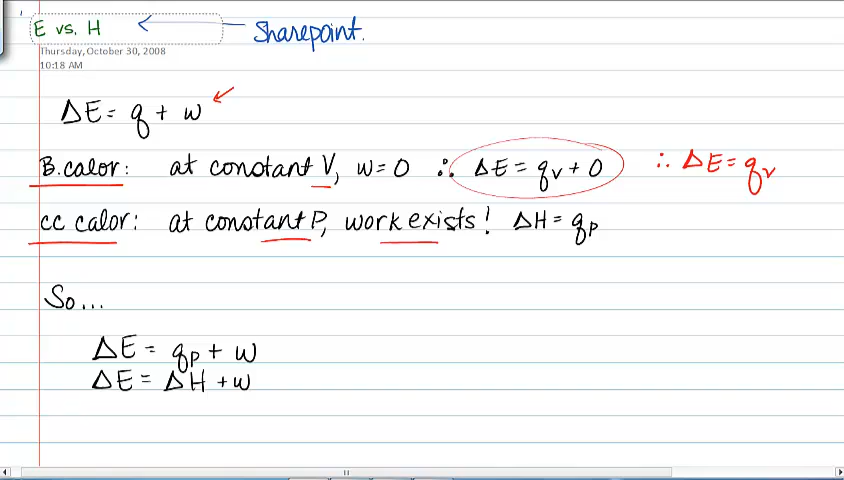 E vs. H
Sharepoint.
Thursday, October 30, 2008
10:18 AM
ΔE = q + w
B.calor: at constant V, w = 0 ∴ ΔE = qᵥ + 0 ∴ ΔE = qᵥ
cc calor: at constant P, work exists! ΔH = qₚ
So...
ΔE = qₚ + w
ΔE = ΔH + w